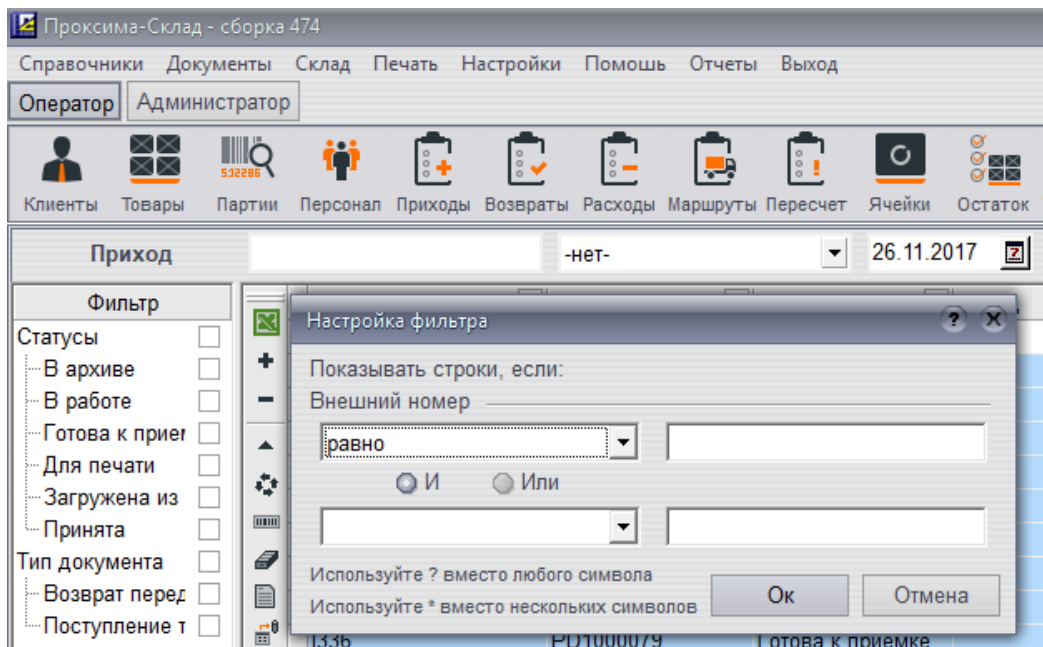 Проксима-Склад - сборка 474
Справочники Документы Склад Печать Настройки Помошь Отчеты Выход
Оператор Администратор
532286
Клиенты Товары Партии Персонал Приходы Возвраты Расходы Маршруты Пересчет Ячейки Остаток
Приход -нет- 26.11.2017
Фильтр
Настройка фильтра ? X
Статусы
Показывать строки, если:
В архиве
В работе
Внешний номер
Готова к прием
равно
Для печати
И Или
Загружена из
Принята
Тип документа
Используйте ? вместо любого символа
Возврат перед
Ок Отмена
Используйте * вместо нескольких символов
Поступление т
1336 PD1000079 Готова к приемке